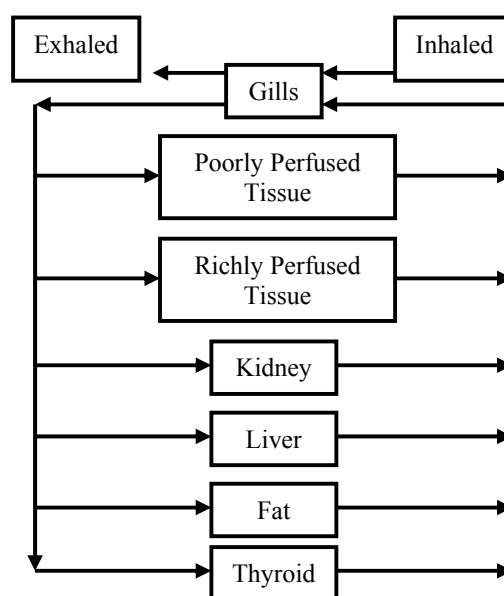 Exhaled
Inhaled
Gills
Poorly Perfused
Tissue
Richly Perfused
Tissue
Kidney
Liver
Fat
Thyroid